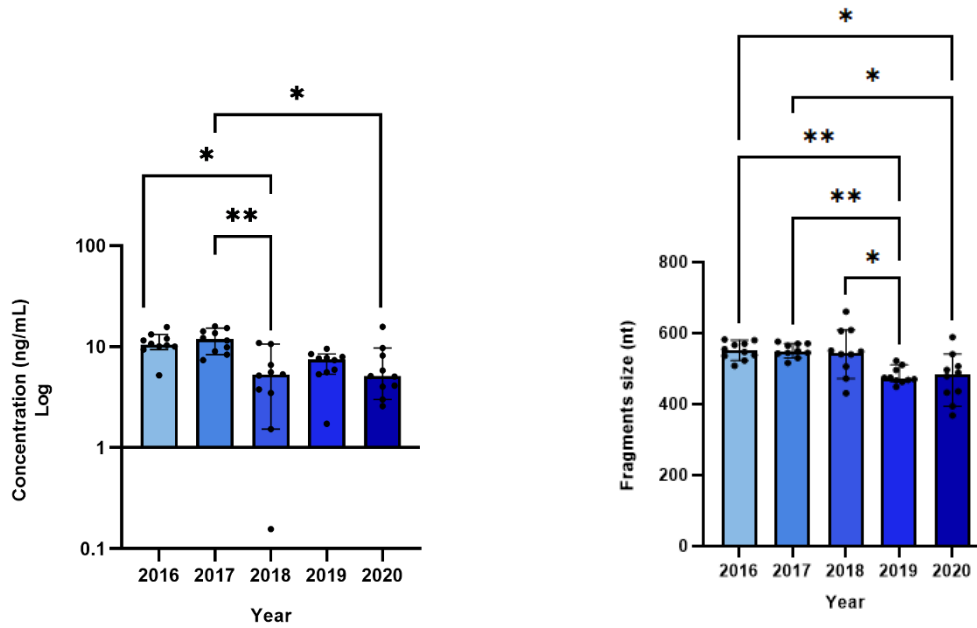 *
*
**
100
10
1
0.1
Concentration (ng/mL)
Log
2016 2017 2018 2019 2020
Year
*
*
**
**
*
800
600
400
200
0
Fragments size (nt)
2016 2017 2018 2019 2020
Year